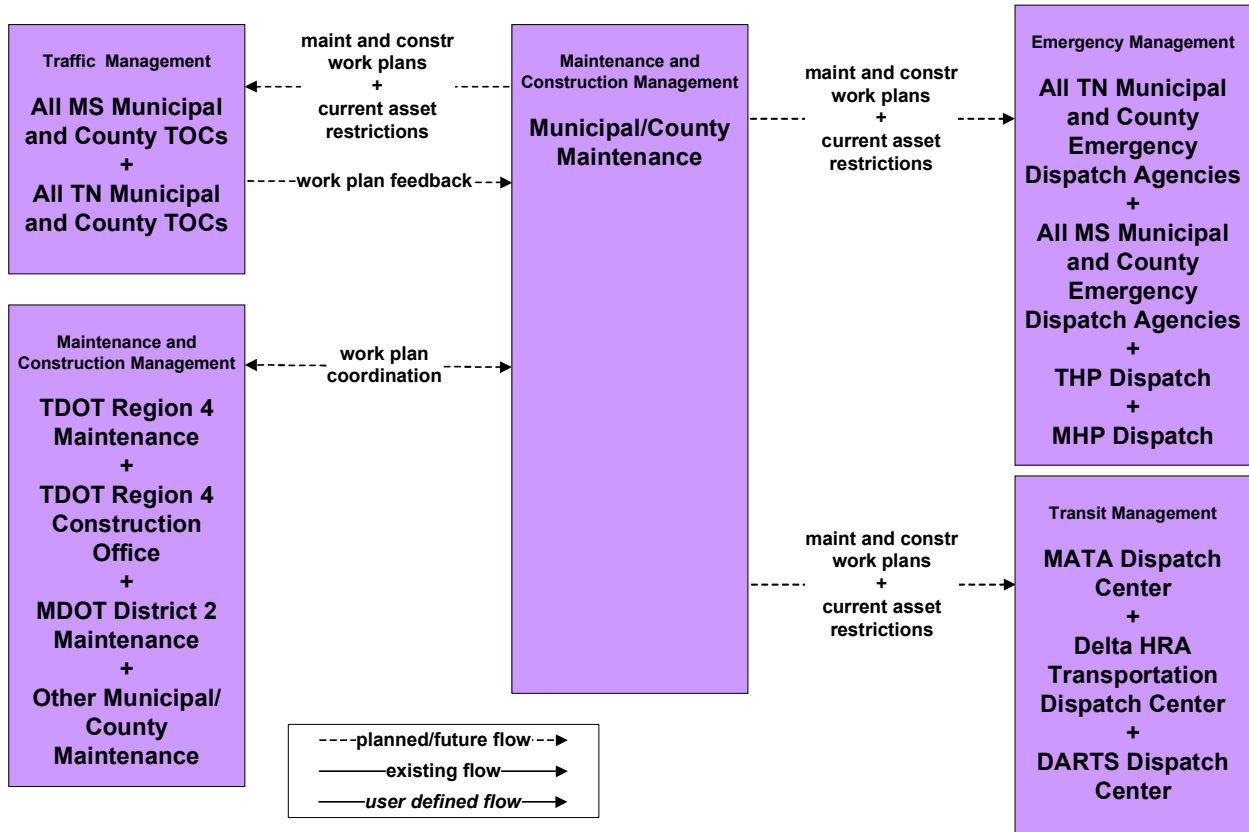 Traffic Management
All MS Municipal
and County TOCs
+
All TN Municipal
and County TOCs
maint and constr
work plans
+
current asset
restrictions
work plan feedback
Maintenance and
Construction Management
TDOT Region 4
Maintenance
+
TDOT Region 4
Construction
Office
+
MDOT District 2
Maintenance
+
Other Municipal/
County
Maintenance
work plan
coordination
Maintenance and
Construction Management
Municipal/County
Maintenance
maint and constr
work plans
+
current asset
restrictions
Emergency Management
All TN Municipal
and County
Emergency
Dispatch Agencies
+
All MS Municipal
and County
Emergency
Dispatch Agencies
+
THP Dispatch
+
MHP Dispatch
maint and constr
work plans
+
current asset
restrictions
Transit Management
MATA Dispatch
Center
+
Delta HRA
Transportation
Dispatch Center
+
DARTS Dispatch
Center
planned/future flow
existing flow
user defined flow